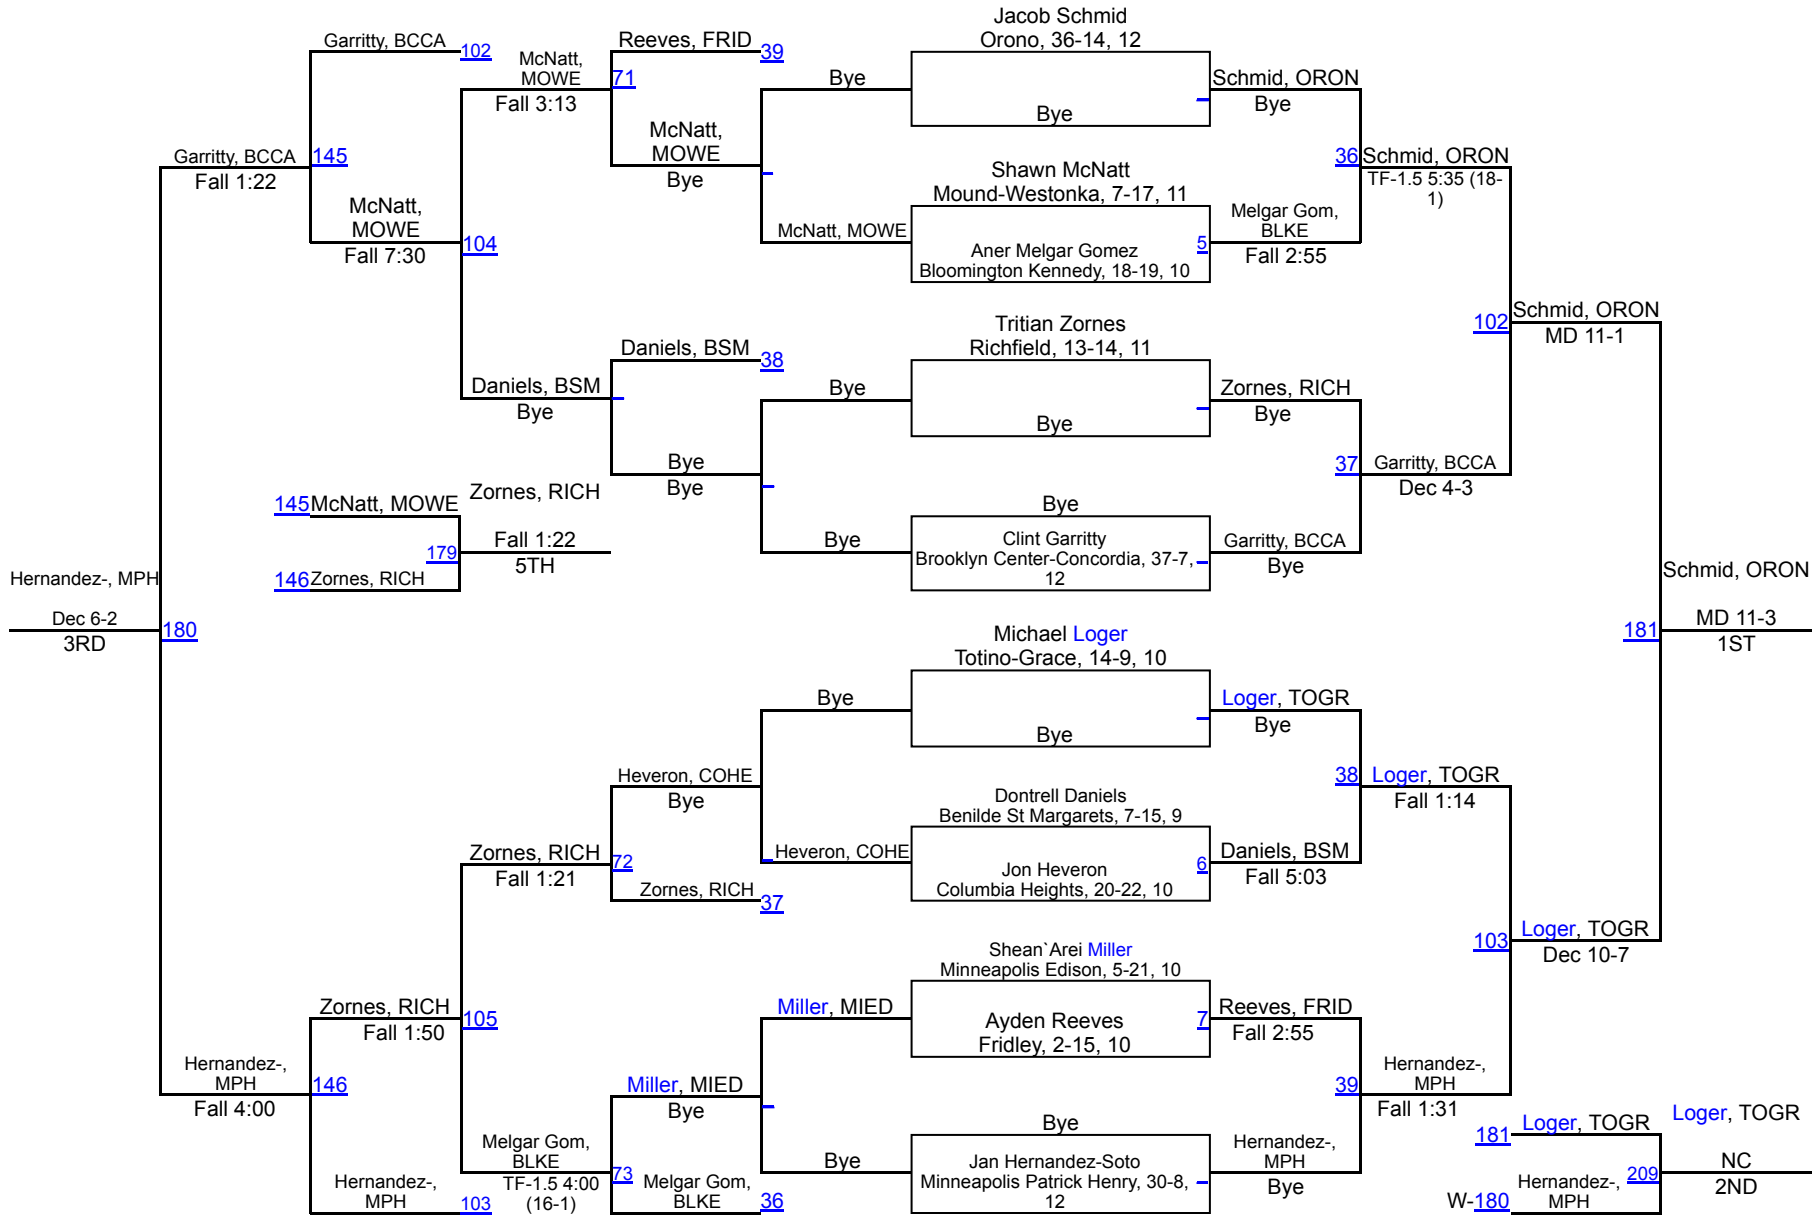 Jacob Schmid
Orono, 36-14, 12
Garritty, BCCA
102
McNatt,
MOWE
Fall 3:13
Reeves, FRID
39
71
Bye
Bye
Schmid, ORON
Bye
McNatt,
MOWE
Bye
Garritty, BCCA
Fall 1:22
145
36
Schmid, ORON
TF-1.5 5:35 (18-
1)
Shawn McNatt
Mound-Westonka, 7-17, 11
McNatt,
MOWE
Fall 7:30
104
McNatt, MOWE
Aner Melgar Gomez
Bloomington Kennedy, 18-19, 10
5
Melgar Gom,
BLKE
Fall 2:55
102
Schmid, ORON
MD 11-1
Tritian Zornes
Richfield, 13-14, 11
Daniels, BSM
38
Daniels, BSM
Bye
Bye
Bye
Zornes, RICH
Bye
Bye
Bye
37
Garritty, BCCA
Dec 4-3
145
McNatt, MOWE
Zornes, RICH
Fall 1:22
5TH
179
146
Zornes, RICH
Bye
Bye
Clint Garritty
Brooklyn Center-Concordia, 37-7,
12
Garritty, BCCA
Bye
Hernandez-, MPH
Dec 6-2
3RD
180
Schmid, ORON
181
MD 11-3
1ST
Michael Loger
Totino-Grace, 14-9, 10
Bye
Bye
Loger, TOGR
Bye
Heveron, COHE
Bye
38
Loger, TOGR
Fall 1:14
Dontrell Daniels
Benilde St Margarets, 7-15, 9
Zornes, RICH
Fall 1:21
72
Heveron, COHE
Jon Heveron
Columbia Heights, 20-22, 10
6
Daniels, BSM
Fall 5:03
Zornes, RICH
37
103
Loger, TOGR
Dec 10-7
Shean`Arei Miller
Minneapolis Edison, 5-21, 10
Zornes, RICH
Fall 1:50
105
Miller, MIED
Ayden Reeves
Fridley, 2-15, 10
7
Reeves, FRID
Fall 2:55
Hernandez-,
MPH
Fall 4:00
146
Miller, MIED
Bye
39
Hernandez-,
MPH
Fall 1:31
Bye
Bye
Jan Hernandez-Soto
Minneapolis Patrick Henry, 30-8,
12
Hernandez-,
MPH
Bye
Melgar Gom,
BLKE
TF-1.5 4:00
(16-1)
73
Melgar Gom,
BLKE
36
Hernandez-,
MPH
103
181
Loger, TOGR
Loger, TOGR
209
NC
2ND
W-180
Hernandez-,
MPH